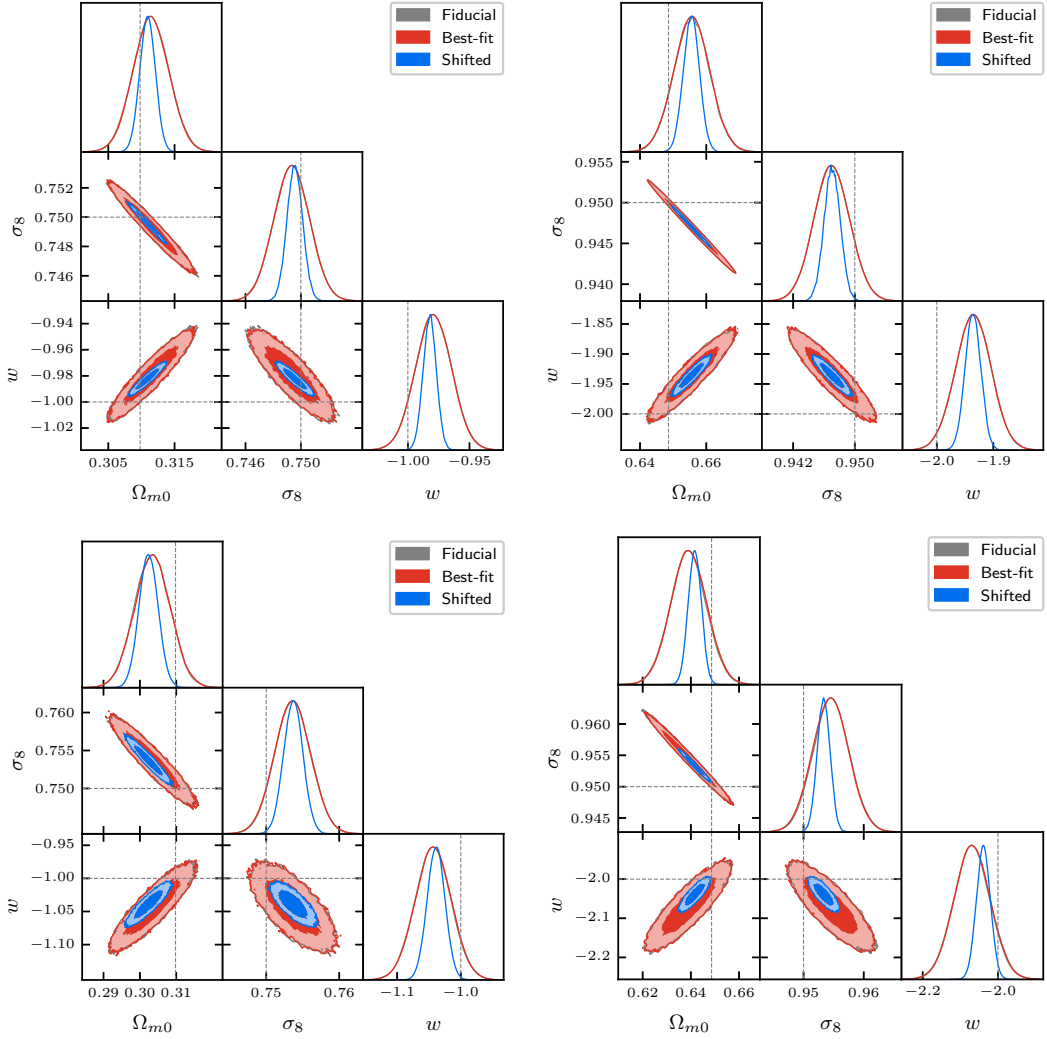 Fiducial
Best-fit
Shifted
σ8
0.752
0.750
0.748
0.746
w
−0.94
−0.96
−0.98
−1.00
−1.02
0.305 0.315 0.746 0.750 −1.00 −0.95
Ωm0 σ8 w
Fiducial
Best-fit
Shifted
σ8
0.955
0.950
0.945
0.940
w
−1.85
−1.90
−1.95
−2.00
0.64 0.66 0.942 0.950 −2.0 −1.9
Ωm0 σ8 w
Fiducial
Best-fit
Shifted
σ8
0.760
0.755
0.750
w
−0.95
−1.00
−1.05
−1.10
0.29 0.30 0.31 0.75 0.76 −1.1 −1.0
Ωm0 σ8 w
Fiducial
Best-fit
Shifted
σ8
0.960
0.955
0.950
0.945
w
−2.0
−2.1
−2.2
0.62 0.64 0.66 0.95 0.96 −2.2 −2.0
Ωm0 σ8 w